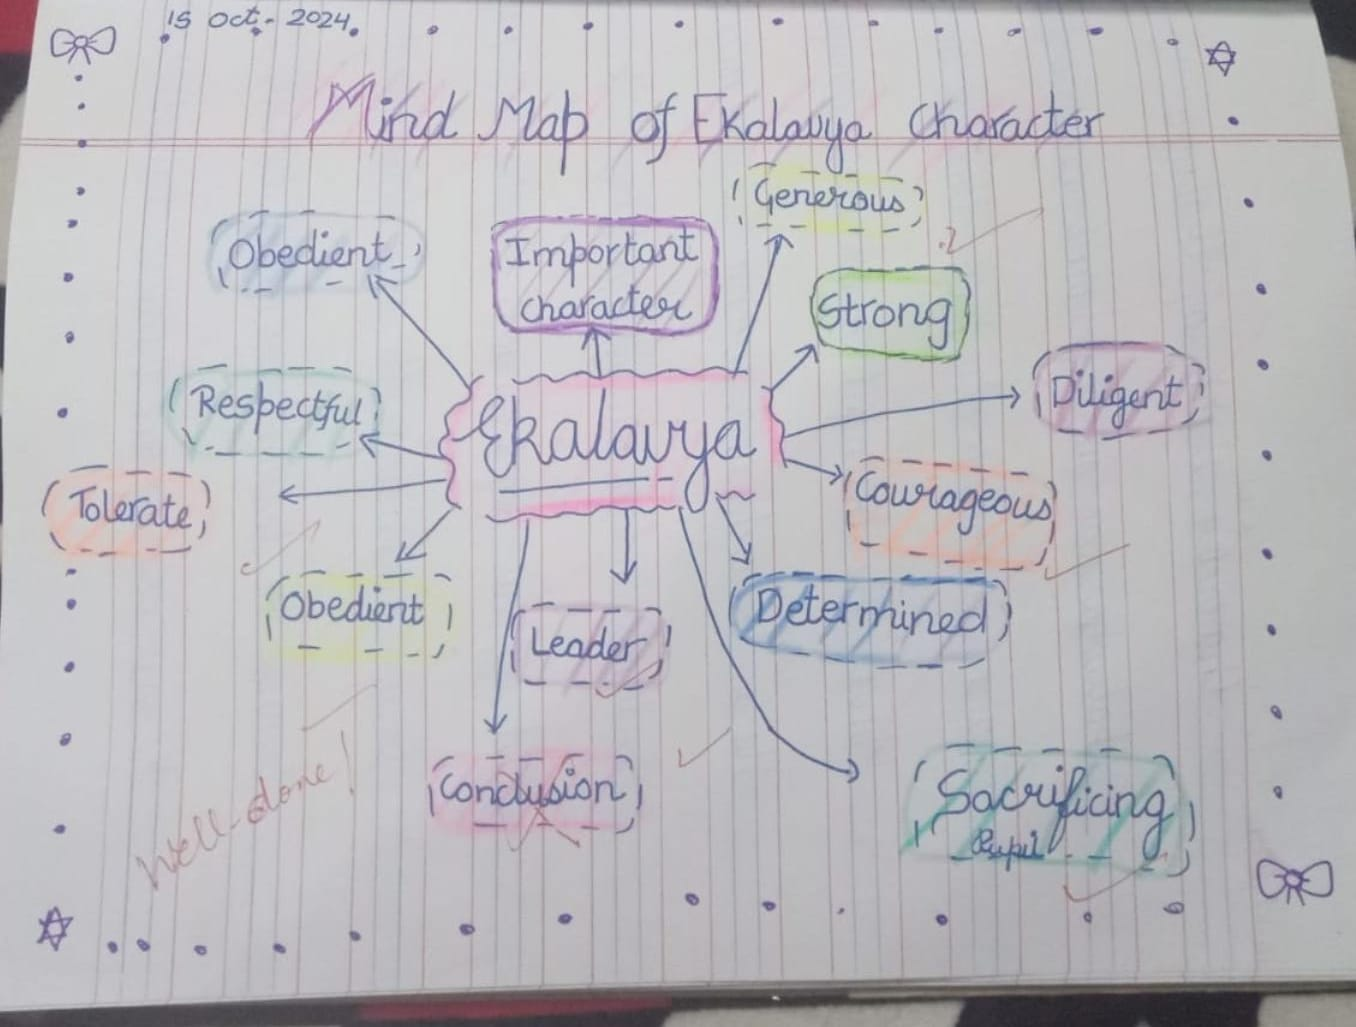 15 Oct. 2024.
Mind Map of Ekalavya Character
Generous
Obedient
Important
character
Strong
Diligent
Respectful
Ekalavya
Courageous
Tolerate
Obedient
Determined
Leader
Conclusion
Sacrificing
Pupil
Well-done!